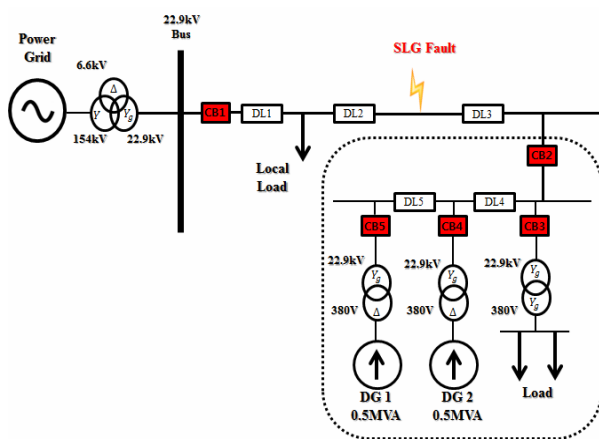 22.9kV
Bus
Power
Grid
6.6kV
Δ
Y
Yg
154kV
22.9kV
SLG Fault
CB1
DL1
DL2
DL3
Local
Load
CB2
DL5
DL4
CB5
CB4
CB3
22.9kV
Yg
22.9kV
Yg
22.9kV
Yg
380V
Δ
380V
Δ
380V
Yg
DG 1
0.5MVA
DG 2
0.5MVA
Load